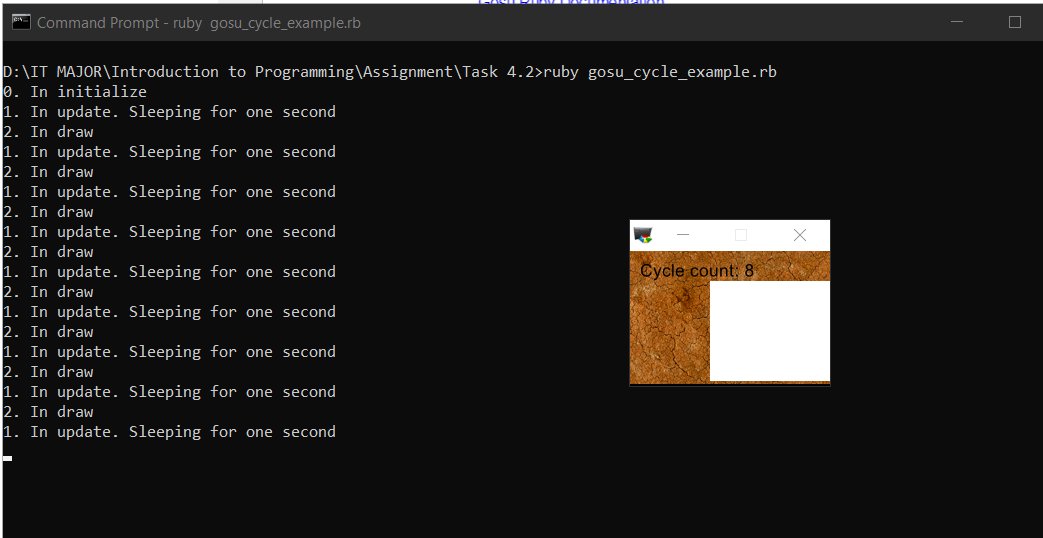 Gosu Ruby Documentation
Command Prompt - ruby  gosu_cycle_example.rb
D:\IT MAJOR\Introduction to Programming\Assignment\Task 4.2>ruby gosu_cycle_example.rb
0. In initialize
1. In update. Sleeping for one second
2. In draw
1. In update. Sleeping for one second
2. In draw
1. In update. Sleeping for one second
2. In draw
1. In update. Sleeping for one second
2. In draw
1. In update. Sleeping for one second
2. In draw
1. In update. Sleeping for one second
2. In draw
1. In update. Sleeping for one second
2. In draw
1. In update. Sleeping for one second
2. In draw
1. In update. Sleeping for one second
Cycle count: 8